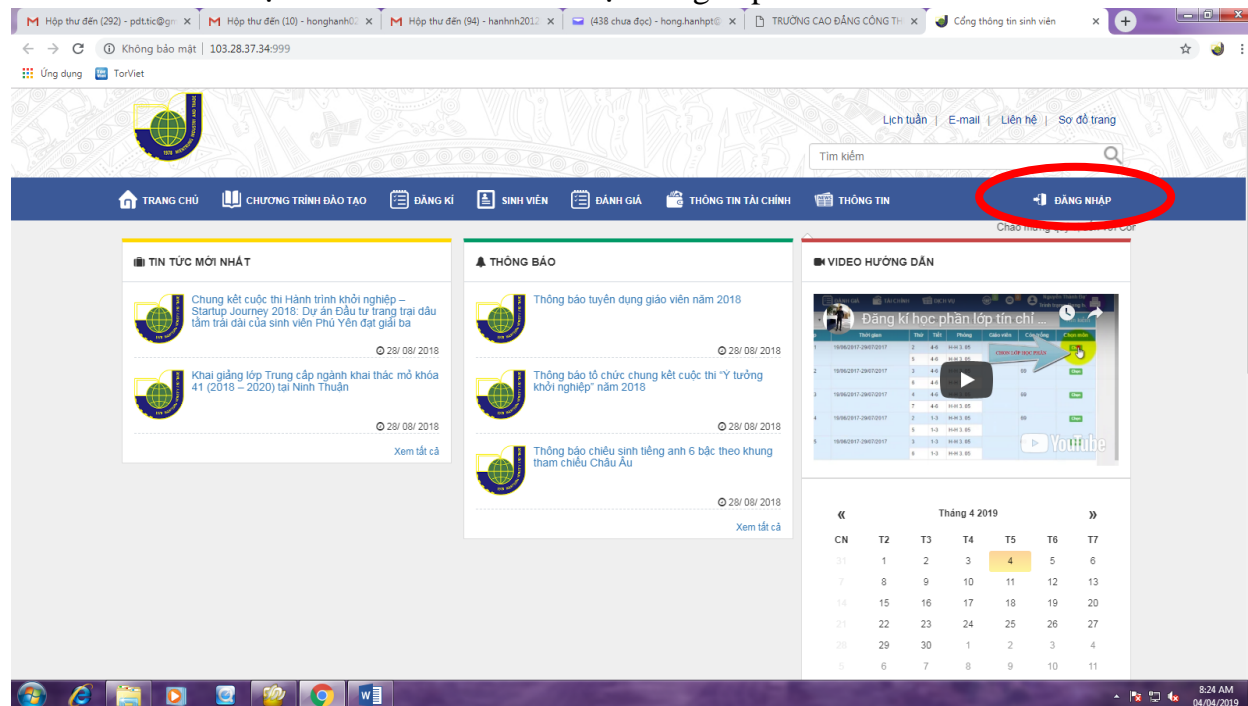 Hộp thư đến (292) - pdt.tic@gm
Hộp thư đến (10) - honghanh0
Hộp thư đến (94) - hanhnh2012
(438 chưa đọc) - hong.hanhpt@
TRƯỜNG CAO ĐẲNG CÔNG TH
Cổng thông tin sinh viên
Không bảo mật | 103.28.37.34:999
Ứng dụng TorViet
Lịch tuần | E-mail | Liên hệ | Sơ đồ trang
Tìm kiếm
TRANG CHỦ CHƯƠNG TRÌNH ĐÀO TẠO ĐĂNG KÍ SINH VIÊN ĐÁNH GIÁ THÔNG TIN TÀI CHÍNH THÔNG TIN ĐĂNG NHẬP
TIN TỨC MỚI NHẤT
Chung kết cuộc thi Hành trình khởi nghiệp –
Startup Journey 2018: Dự án Đầu tư trang trại dâu
tằm trải dài của sinh viên Phú Yên đạt giải ba
28/ 08/ 2018
Khai giảng lớp Trung cấp ngành khai thác mỏ khóa
41 (2018 – 2020) tại Ninh Thuận
28/ 08/ 2018
Xem tất cả
THÔNG BÁO
Thông báo tuyển dụng giáo viên năm 2018
28/ 08/ 2018
Thông báo tổ chức chung kết cuộc thi "Ý tưởng
khởi nghiệp" năm 2018
28/ 08/ 2018
Thông báo chiêu sinh tiếng anh 6 bậc theo khung
tham chiếu Châu Âu
28/ 08/ 2018
Xem tất cả
VIDEO HƯỚNG DẪN
Đăng kí học phần lớp tín chỉ ...
CHỌN LỚP HỌC PHẦN
YouTube
« Tháng 4 2019 »
CN T2 T3 T4 T5 T6 T7
31 1 2 3 4 5 6
7 8 9 10 11 12 13
14 15 16 17 18 19 20
21 22 23 24 25 26 27
28 29 30 1 2 3 4
5 6 7 8 9 10 11
8:24 AM
04/04/2019